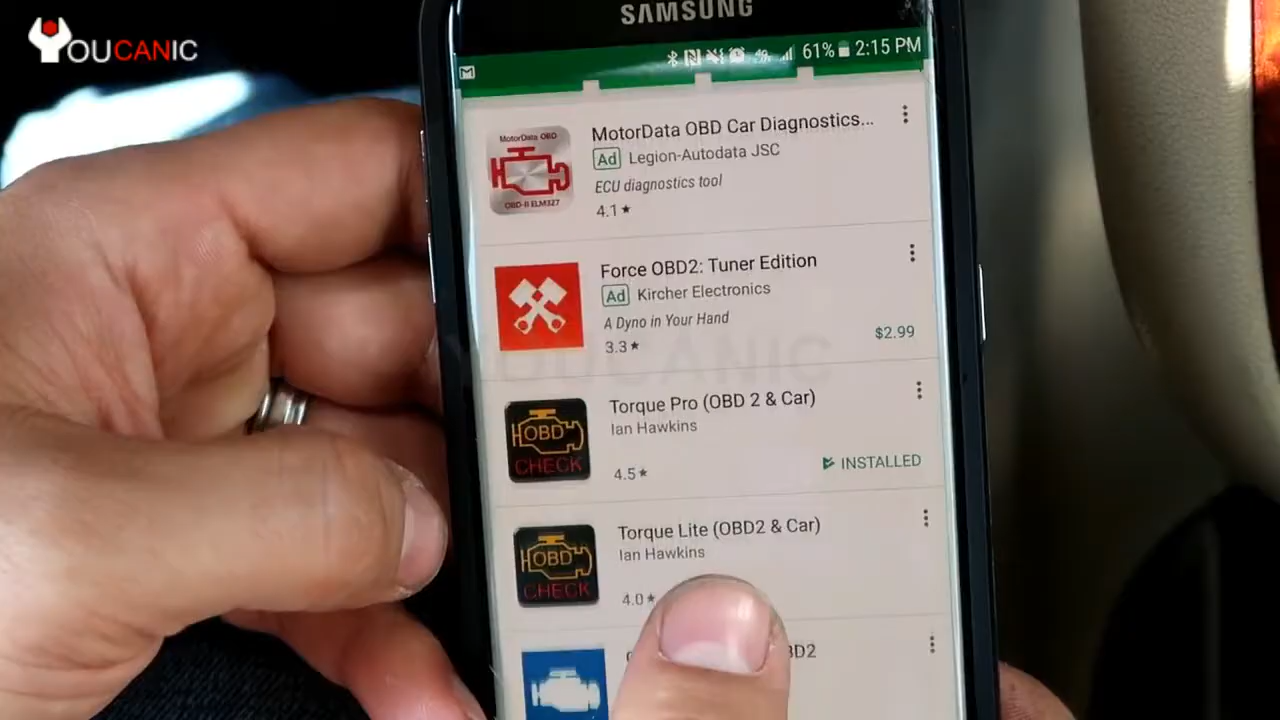 YOUCANIC
SAMSUNG
61% 2:15 PM
MotorData OBD
OBD-II ELM327
MotorData OBD Car Diagnostics...
Ad Legion-Autodata JSC
ECU diagnostics tool
4.1★
Force OBD2: Tuner Edition
Ad Kircher Electronics
A Dyno in Your Hand
3.3★
$2.99
YOUCANIC
OBD
CHECK
Torque Pro (OBD 2 & Car)
Ian Hawkins
4.5★
INSTALLED
OBD
CHECK
Torque Lite (OBD2 & Car)
Ian Hawkins
4.0★